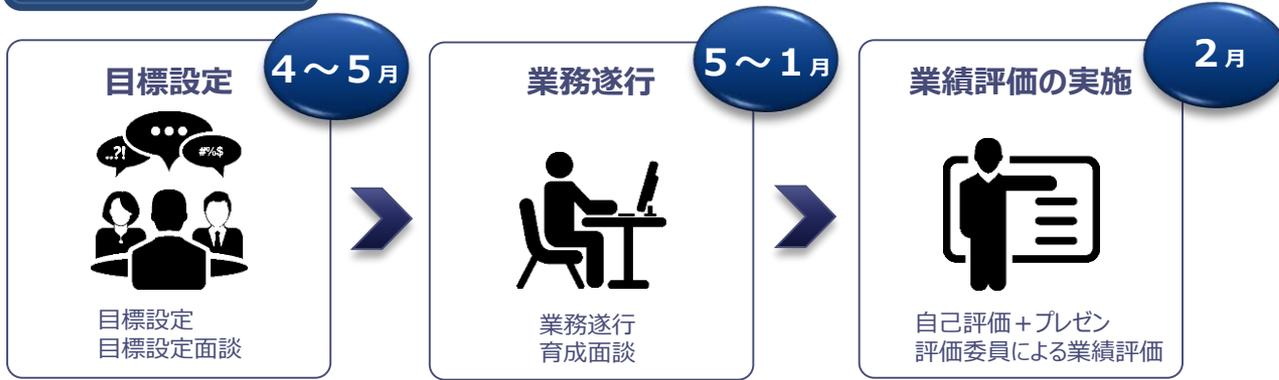 目標設定
4～5月
..?!
#%$
目標設定
目標設定面談
業務遂行
5～1月
業務遂行
育成面談
業績評価の実施
2月
自己評価＋プレゼン
評価委員による業績評価